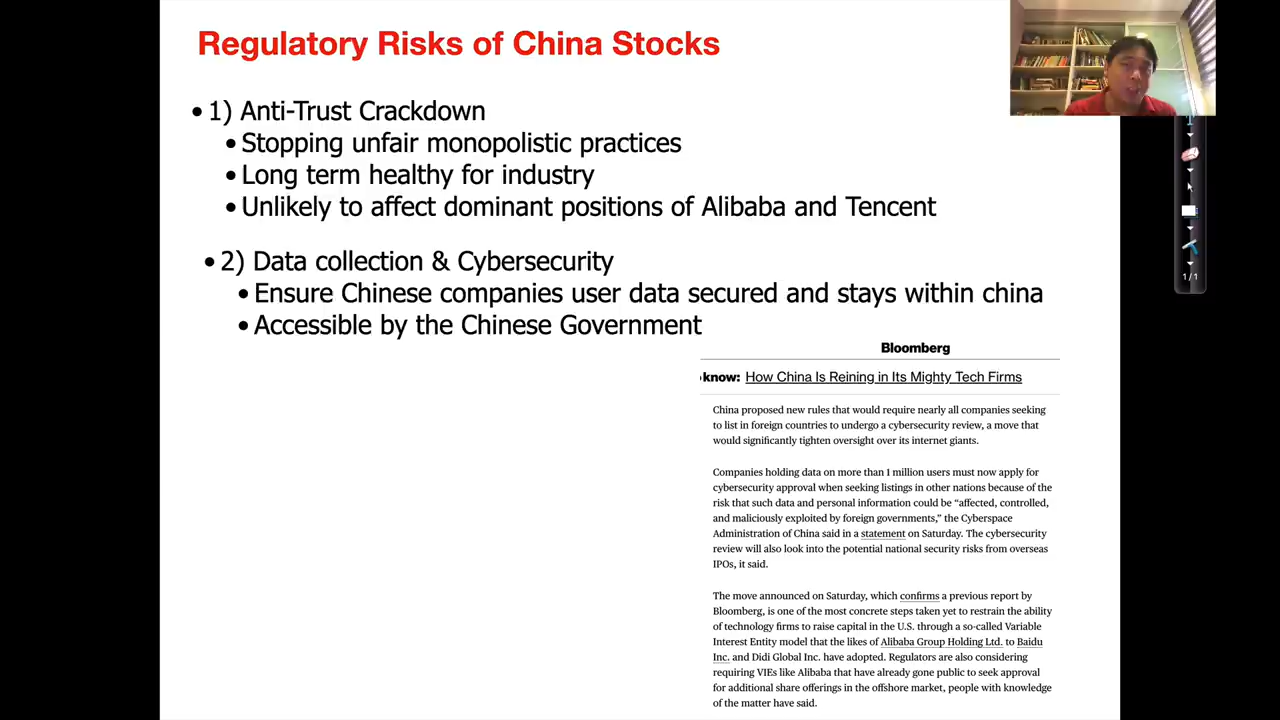 Regulatory Risks of China Stocks
• 1) Anti-Trust Crackdown
• Stopping unfair monopolistic practices
• Long term healthy for industry
• Unlikely to affect dominant positions of Alibaba and Tencent
• 2) Data collection & Cybersecurity
• Ensure Chinese companies user data secured and stays within china
• Accessible by the Chinese Government
1/1
Bloomberg
know: How China Is Reining in Its Mighty Tech Firms
China proposed new rules that would require nearly all companies seeking
to list in foreign countries to undergo a cybersecurity review, a move that
would significantly tighten oversight over its internet giants.
Companies holding data on more than 1 million users must now apply for
cybersecurity approval when seeking listings in other nations because of the
risk that such data and personal information could be “affected, controlled,
and maliciously exploited by foreign governments,” the Cyberspace
Administration of China said in a statement on Saturday. The cybersecurity
review will also look into the potential national security risks from overseas
IPOs, it said.
The move announced on Saturday, which confirms a previous report by
Bloomberg, is one of the most concrete steps taken yet to restrain the ability
of technology firms to raise capital in the U.S. through a so-called Variable
Interest Entity model that the likes of Alibaba Group Holding Ltd. to Baidu
Inc. and Didi Global Inc. have adopted. Regulators are also considering
requiring VIEs like Alibaba that have already gone public to seek approval
for additional share offerings in the offshore market, people with knowledge
of the matter have said.